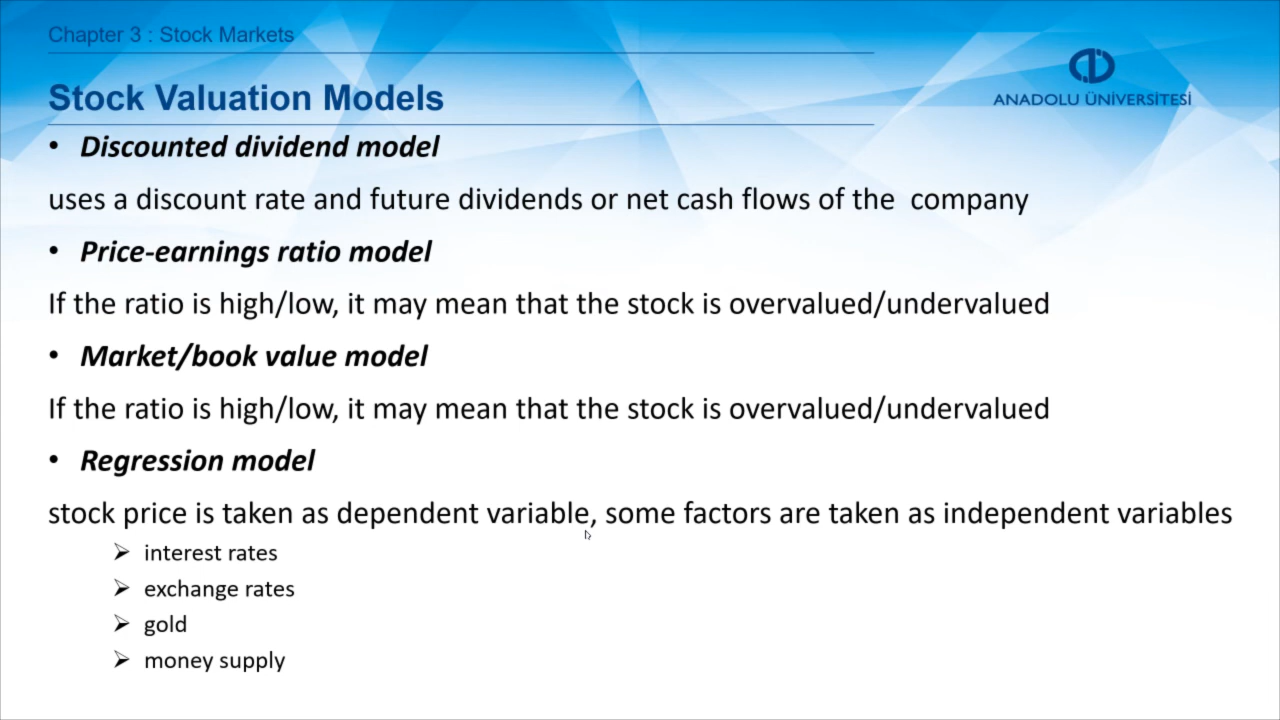 Chapter 3 : Stock Markets
ANADOLU ÜNİVERSİTESİ
Stock Valuation Models
• Discounted dividend model
uses a discount rate and future dividends or net cash flows of the company
• Price-earnings ratio model
If the ratio is high/low, it may mean that the stock is overvalued/undervalued
• Market/book value model
If the ratio is high/low, it may mean that the stock is overvalued/undervalued
• Regression model
stock price is taken as dependent variable, some factors are taken as independent variables
➢ interest rates
➢ exchange rates
➢ gold
➢ money supply